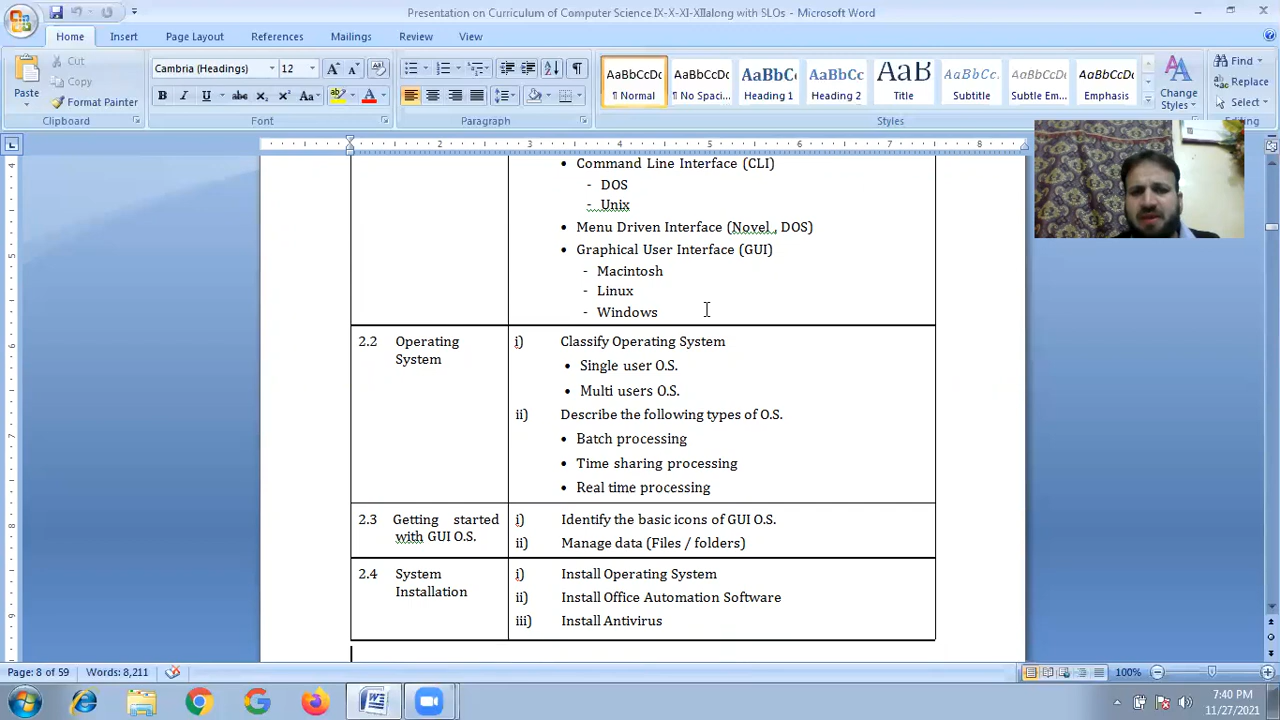 Presentation on Curriculum of Computer Science IX-X-XI-XIIalong with SLOs - Microsoft Word
Home Insert Page Layout References Mailings Review View
Paste
Cut
Copy
Format Painter
Clipboard
Cambria (Headings) 12
Font
Paragraph
AaBbCcDc AaBbCcDc AaBbC AaBbCc AaB AaBbCc. AaBbCcDc AaBbCcDc
¶ Normal ¶ No Spaci... Heading 1 Heading 2 Title Subtitle Subtle Em... Emphasis
Change Styles
Styles
Find
Replace
Select
Editing
• Command Line Interface (CLI)
- DOS
- Unix
• Menu Driven Interface (Novel , DOS)
• Graphical User Interface (GUI)
- Macintosh
- Linux
- Windows
2.2 Operating System
i) Classify Operating System
• Single user O.S.
• Multi users O.S.
ii) Describe the following types of O.S.
• Batch processing
• Time sharing processing
• Real time processing
2.3 Getting started with GUI O.S.
i) Identify the basic icons of GUI O.S.
ii) Manage data (Files / folders)
2.4 System Installation
i) Install Operating System
ii) Install Office Automation Software
iii) Install Antivirus
Page: 8 of 59 Words: 8,211 100%
7:40 PM
11/27/2021